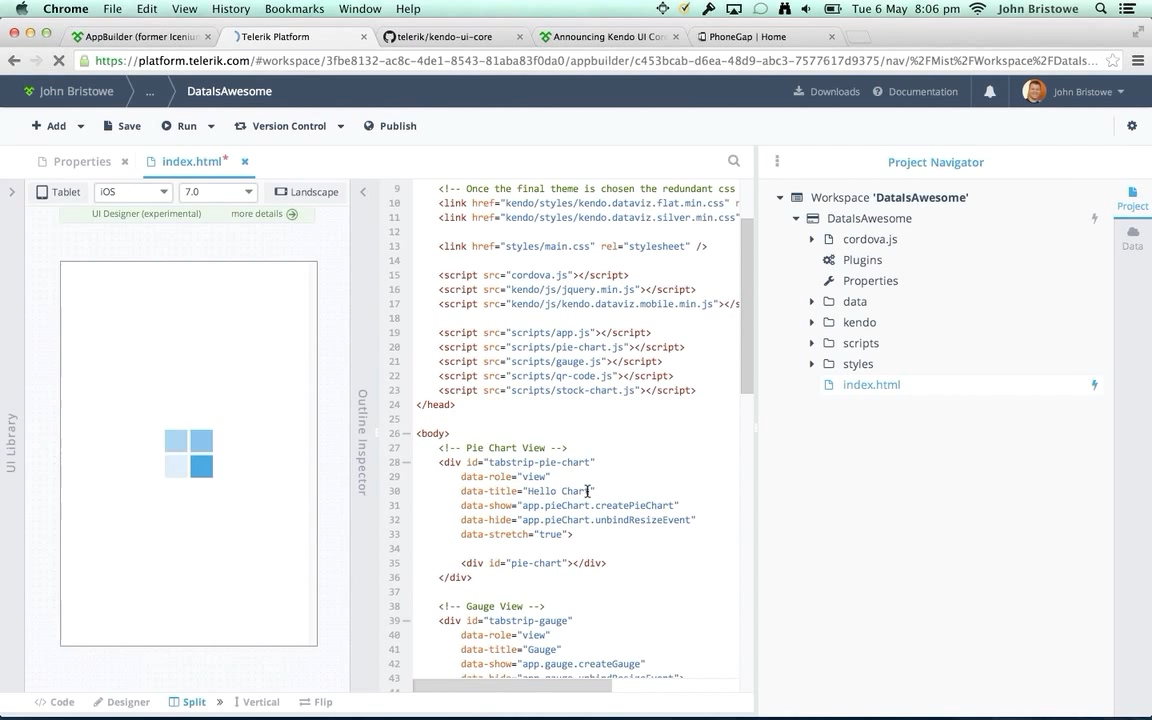 Chrome File Edit View History Bookmarks Window Help Tue 6 May 8:06 pm John Bristowe
AppBuilder (former Icenium Telerik Platform telerik/kendo-ui-core Announcing Kendo UI Core PhoneGap | Home
https://platform.telerik.com/#workspace/3fbe8132-ac8c-4de1-8543-81aba83f0da0/appbuilder/c453bcab-d6ea-48d9-abc3-7577617d9375/nav/%2FMist%2FWorkspace%2FDataIs...
John Bristowe ... DataIsAwesome Downloads Documentation John Bristowe
Add Save Run Version Control Publish
Properties index.html* Project Navigator
Tablet iOS 7.0 Landscape
UI Designer (experimental) more details
UI Library
Outline Inspector
9 <!-- Once the final theme is chosen the redundant css
10 <link href="kendo/styles/kendo.dataviz.flat.min.css" r
11 <link href="kendo/styles/kendo.dataviz.silver.min.css"
12
13 <link href="styles/main.css" rel="stylesheet" />
14
15 <script src="cordova.js"></script>
16 <script src="kendo/js/jquery.min.js"></script>
17 <script src="kendo/js/kendo.dataviz.mobile.min.js"></s
18
19 <script src="scripts/app.js"></script>
20 <script src="scripts/pie-chart.js"></script>
21 <script src="scripts/gauge.js"></script>
22 <script src="scripts/qr-code.js"></script>
23 <script src="scripts/stock-chart.js"></script>
24 </head>
25
26 <body>
27 <!-- Pie Chart View -->
28 <div id="tabstrip-pie-chart"
29 data-role="view"
30 data-title="Hello Chart"
31 data-show="app.pieChart.createPieChart"
32 data-hide="app.pieChart.unbindResizeEvent"
33 data-stretch="true">
34
35 <div id="pie-chart"></div>
36 </div>
37
38 <!-- Gauge View -->
39 <div id="tabstrip-gauge"
40 data-role="view"
41 data-title="Gauge"
42 data-show="app.gauge.createGauge"
43 data-hide="app.gauge.unbindResizeEvent">
Workspace 'DataIsAwesome'
DataIsAwesome
cordova.js
Plugins
Properties
data
kendo
scripts
styles
index.html
Project
Data
Code Designer Split » Vertical Flip